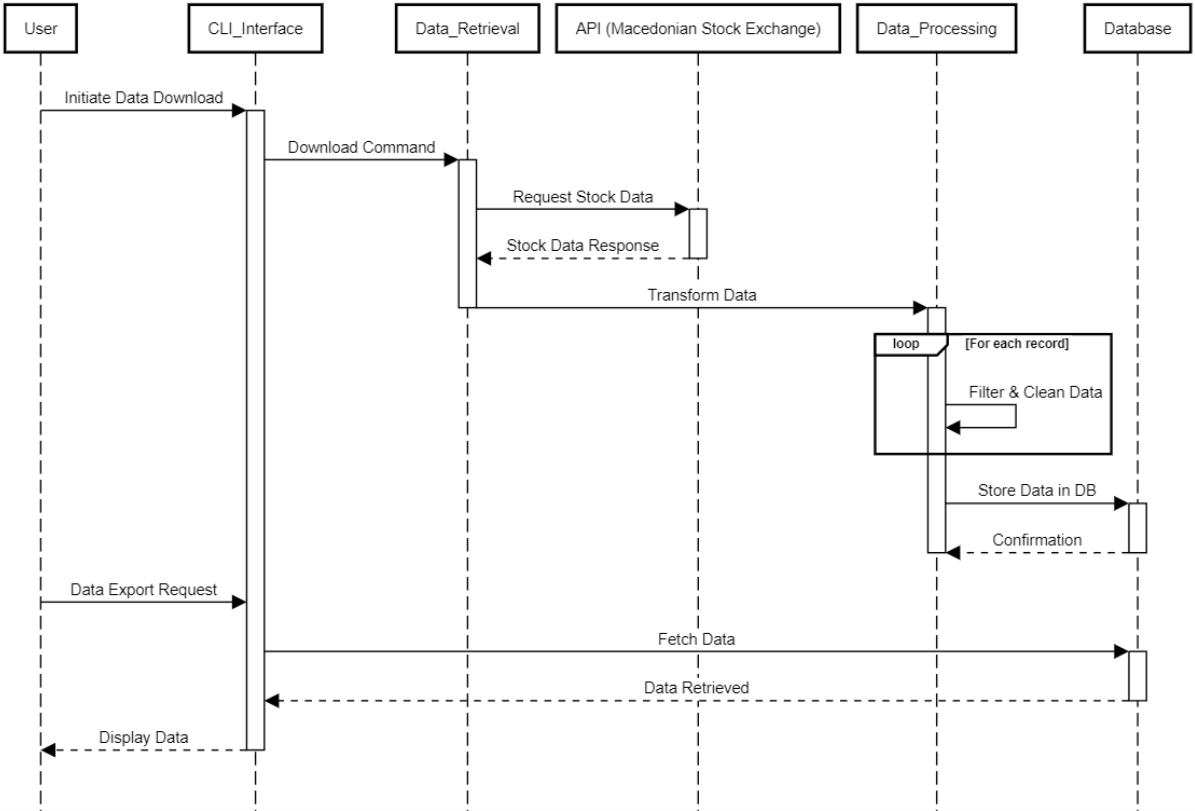 User
CLI_Interface
Data_Retrieval
API (Macedonian Stock Exchange)
Data_Processing
Database
Initiate Data Download
Download Command
Request Stock Data
Stock Data Response
Transform Data
loop
[For each record]
Filter & Clean Data
Store Data in DB
Confirmation
Data Export Request
Fetch Data
Data Retrieved
Display Data